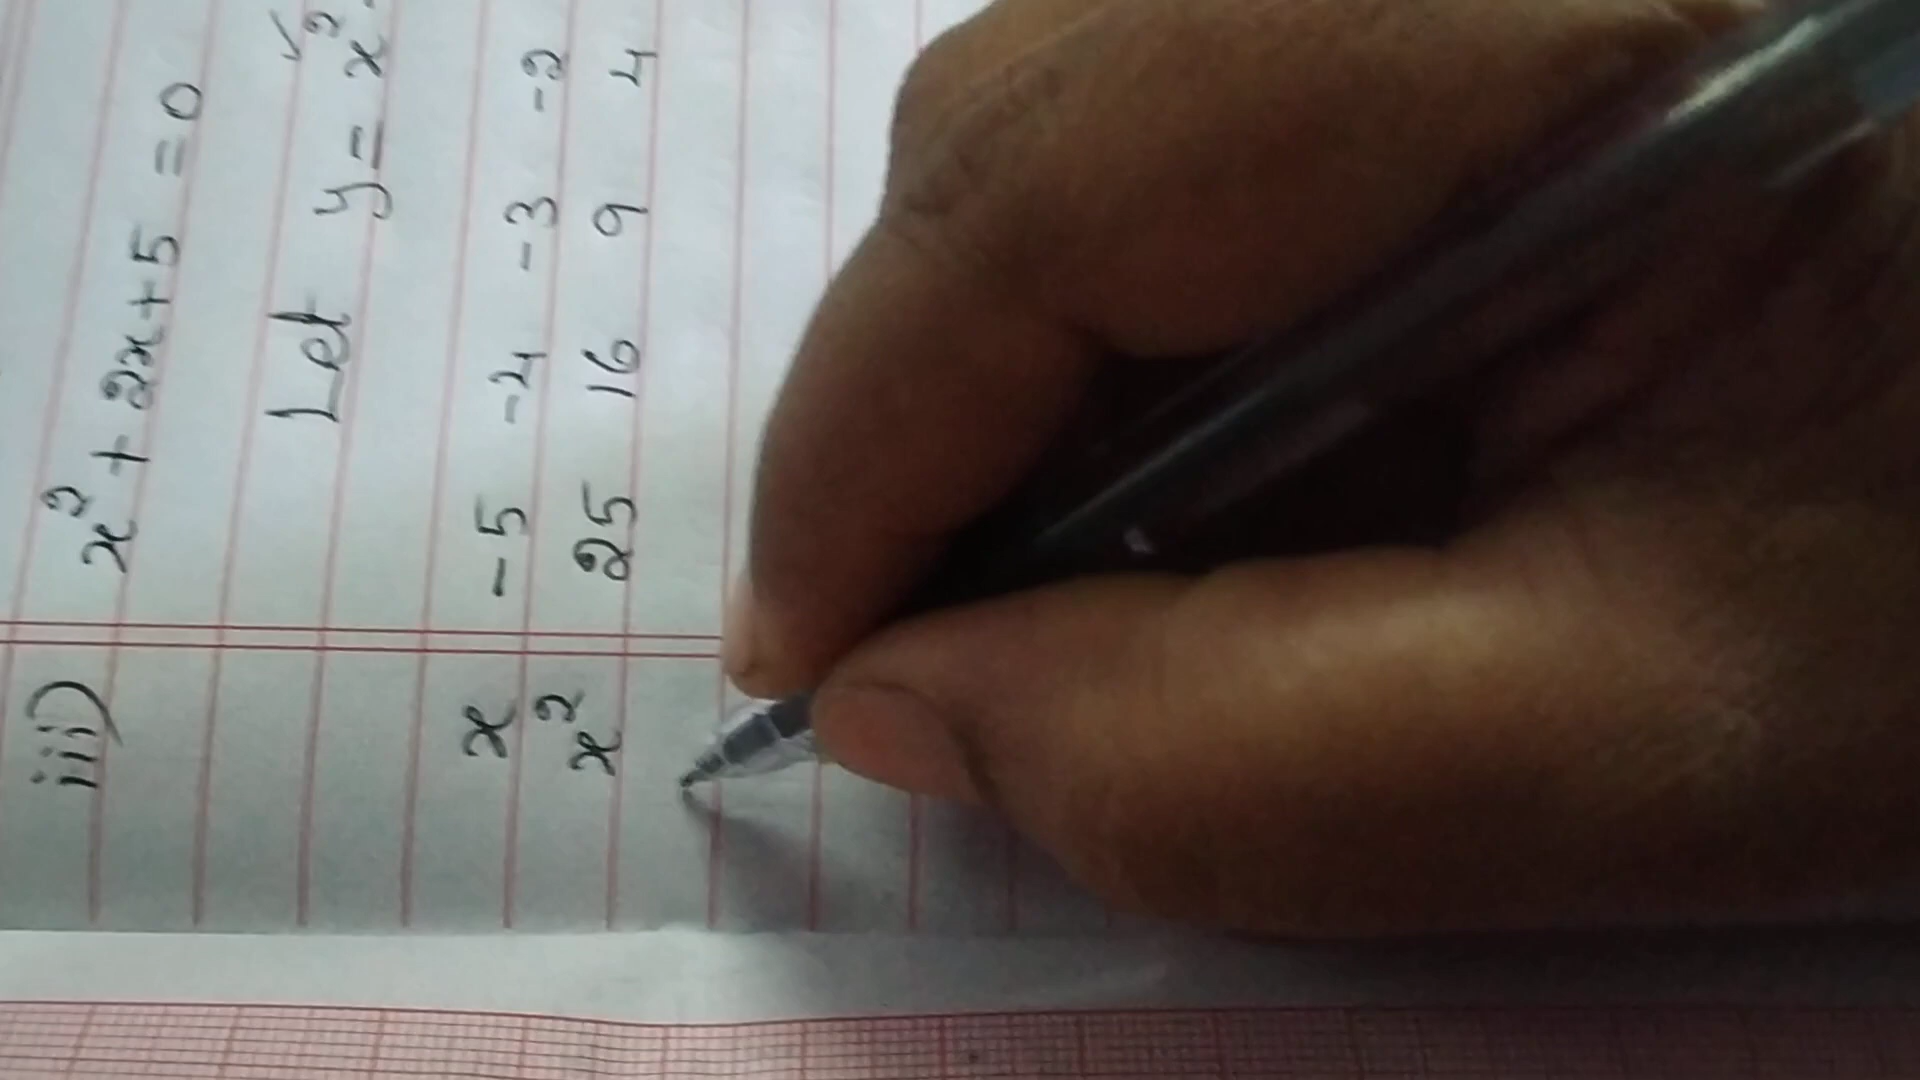 iii) x² + 2x + 5 = 0
Let y = x²
x -5 -4 -3 -2
x² 25 16 9 4